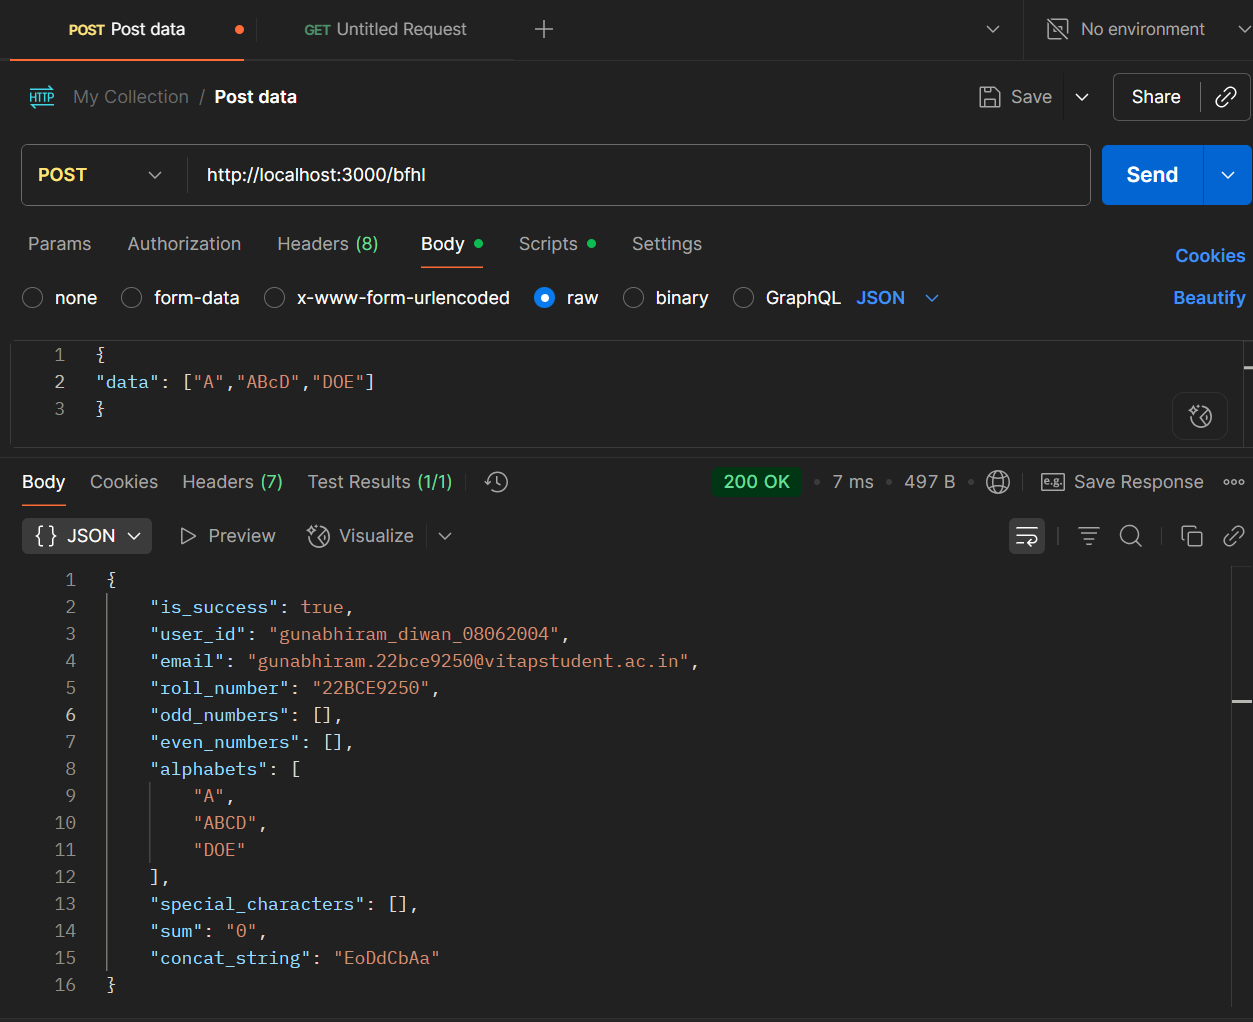 POST Post data
GET Untitled Request
No environment
HTTP My Collection / Post data
Save
Share
POST http://localhost:3000/bfhl
Send
Params Authorization Headers (8) Body Scripts Settings
Cookies
none form-data x-www-form-urlencoded raw binary GraphQL JSON
Beautify
1 {
2 "data": ["A","ABcD","DOE"]
3 }
Body Cookies Headers (7) Test Results (1/1)
200 OK • 7 ms • 497 B • e.g. Save Response
{} JSON Preview Visualize
1 {
2 "is_success": true,
3 "user_id": "gunabhiram_diwan_08062004",
4 "email": "gunabhiram.22bce9250@vitapstudent.ac.in",
5 "roll_number": "22BCE9250",
6 "odd_numbers": [],
7 "even_numbers": [],
8 "alphabets": [
9 "A",
10 "ABCD",
11 "DOE"
12 ],
13 "special_characters": [],
14 "sum": "0",
15 "concat_string": "EoDdCbAa"
16 }